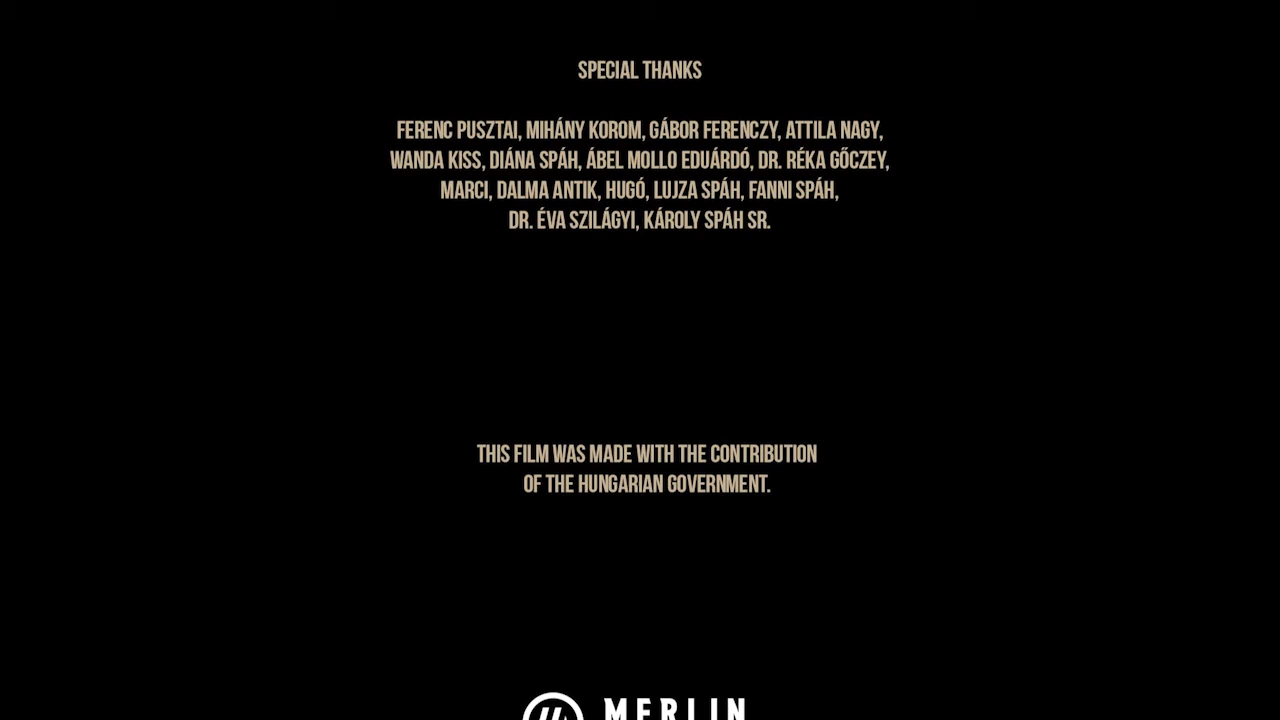 SPECIAL THANKS
FERENC PUSZTAI, MIHÁNY KOROM, GÁBOR FERENCZY, ATTILA NAGY,
WANDA KISS, DIÁNA SPÁH, ÁBEL MOLLO EDUÁRDÓ, DR. RÉKA GŐCZEY,
MARCI, DALMA ANTIK, HUGÓ, LUJZA SPÁH, FANNI SPÁH,
DR. ÉVA SZILÁGYI, KÁROLY SPÁH SR.
THIS FILM WAS MADE WITH THE CONTRIBUTION
OF THE HUNGARIAN GOVERNMENT.
MERLIN